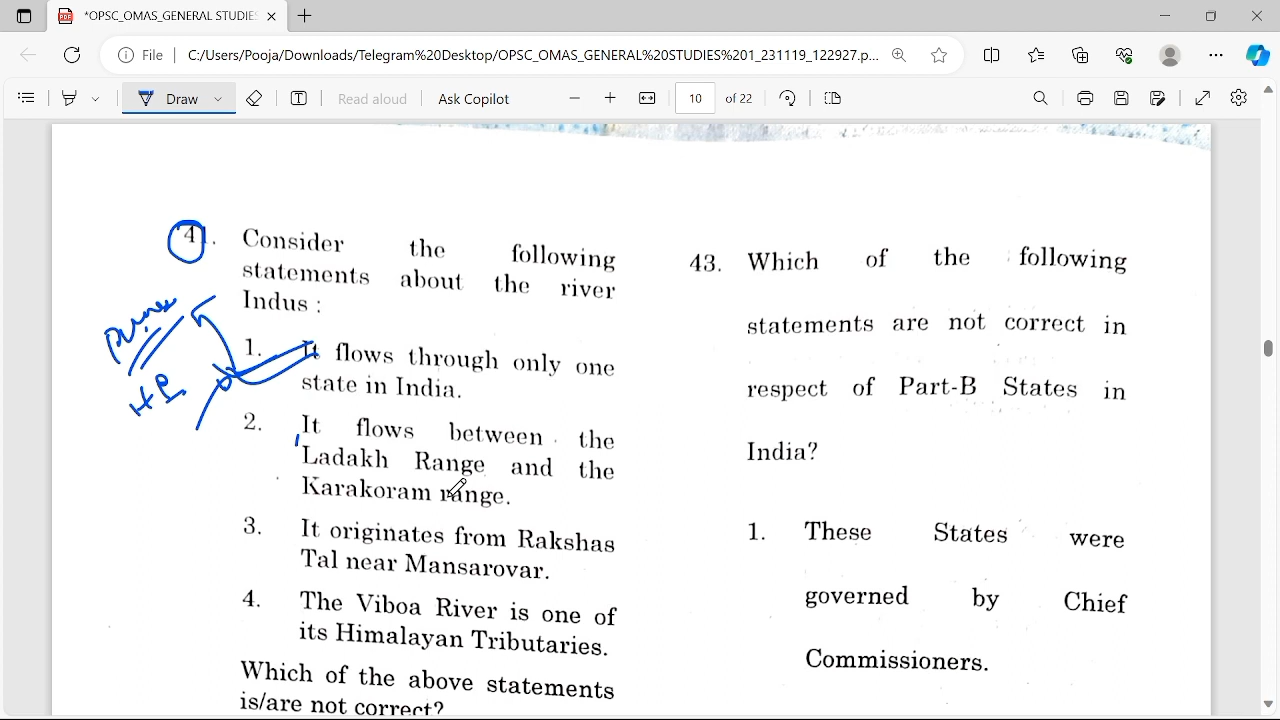 *OPSC_OMAS_GENERAL STUDIES
File
C:/Users/Pooja/Downloads/Telegram%20Desktop/OPSC_OMAS_GENERAL%20STUDIES%201_231119_122927.p...
Draw
Read aloud
Ask Copilot
10 of 22
41. Consider the following
statements about the river
Indus :
1. It flows through only one
state in India.
2. It flows between the
Ladakh Range and the
Karakoram range.
3. It originates from Rakshas
Tal near Mansarovar.
4. The Viboa River is one of
its Himalayan Tributaries.
Which of the above statements
is/are not correct?
HP
43. Which of the following
statements are not correct in
respect of Part-B States in
India?
1. These States were
governed by Chief
Commissioners.